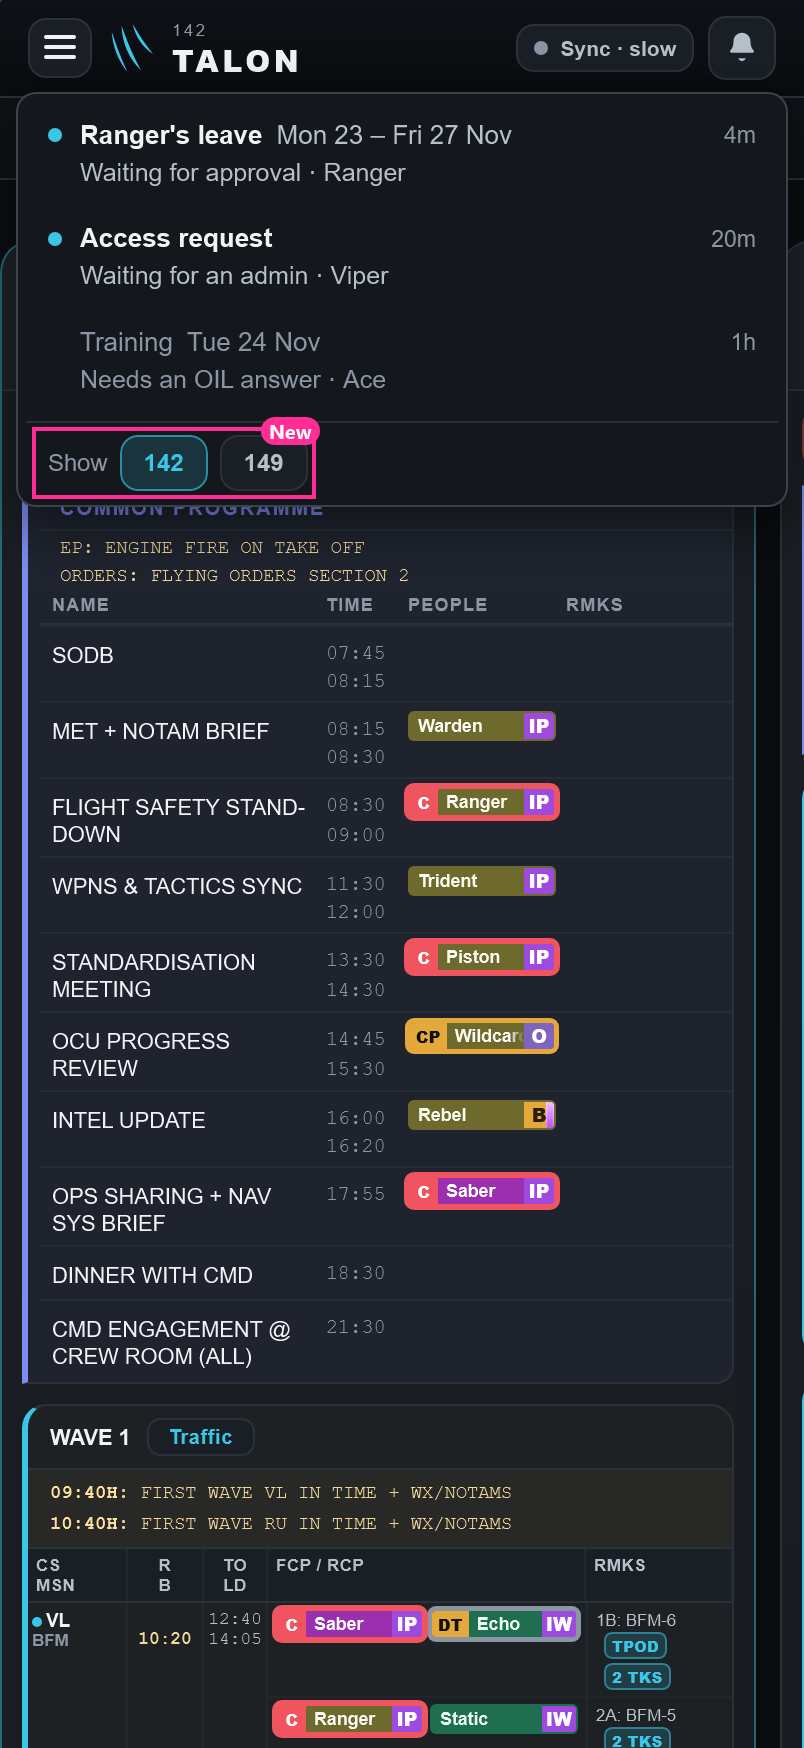 142
TALON
Sync · slow
Ranger's leave Mon 23 – Fri 27 Nov 4m
Waiting for approval · Ranger
Access request 20m
Waiting for an admin · Viper
Training Tue 24 Nov 1h
Needs an OIL answer · Ace
New
Show 142 149
COMMON PROGRAMME
EP: ENGINE FIRE ON TAKE OFF
ORDERS: FLYING ORDERS SECTION 2
NAME TIME PEOPLE RMKS
SODB 07:45
08:15
MET + NOTAM BRIEF 08:15 Warden IP
08:30
FLIGHT SAFETY STAND- 08:30 C Ranger IP
DOWN 09:00
WPNS & TACTICS SYNC 11:30 Trident IP
12:00
STANDARDISATION 13:30 C Piston IP
MEETING 14:30
OCU PROGRESS 14:45 CP Wildcard O
REVIEW 15:30
INTEL UPDATE 16:00 Rebel B
16:20
OPS SHARING + NAV 17:55 C Saber IP
SYS BRIEF
DINNER WITH CMD 18:30
CMD ENGAGEMENT @ 21:30
CREW ROOM (ALL)
WAVE 1 Traffic
09:40H: FIRST WAVE VL IN TIME + WX/NOTAMS
10:40H: FIRST WAVE RU IN TIME + WX/NOTAMS
CS R TO FCP / RCP RMKS
MSN B LD
VL 12:40 C Saber IP DT Echo IW 1B: BFM-6
BFM 10:20 14:05 TPOD
2 TKS
C Ranger IP Static IW 2A: BFM-5
2 TKS